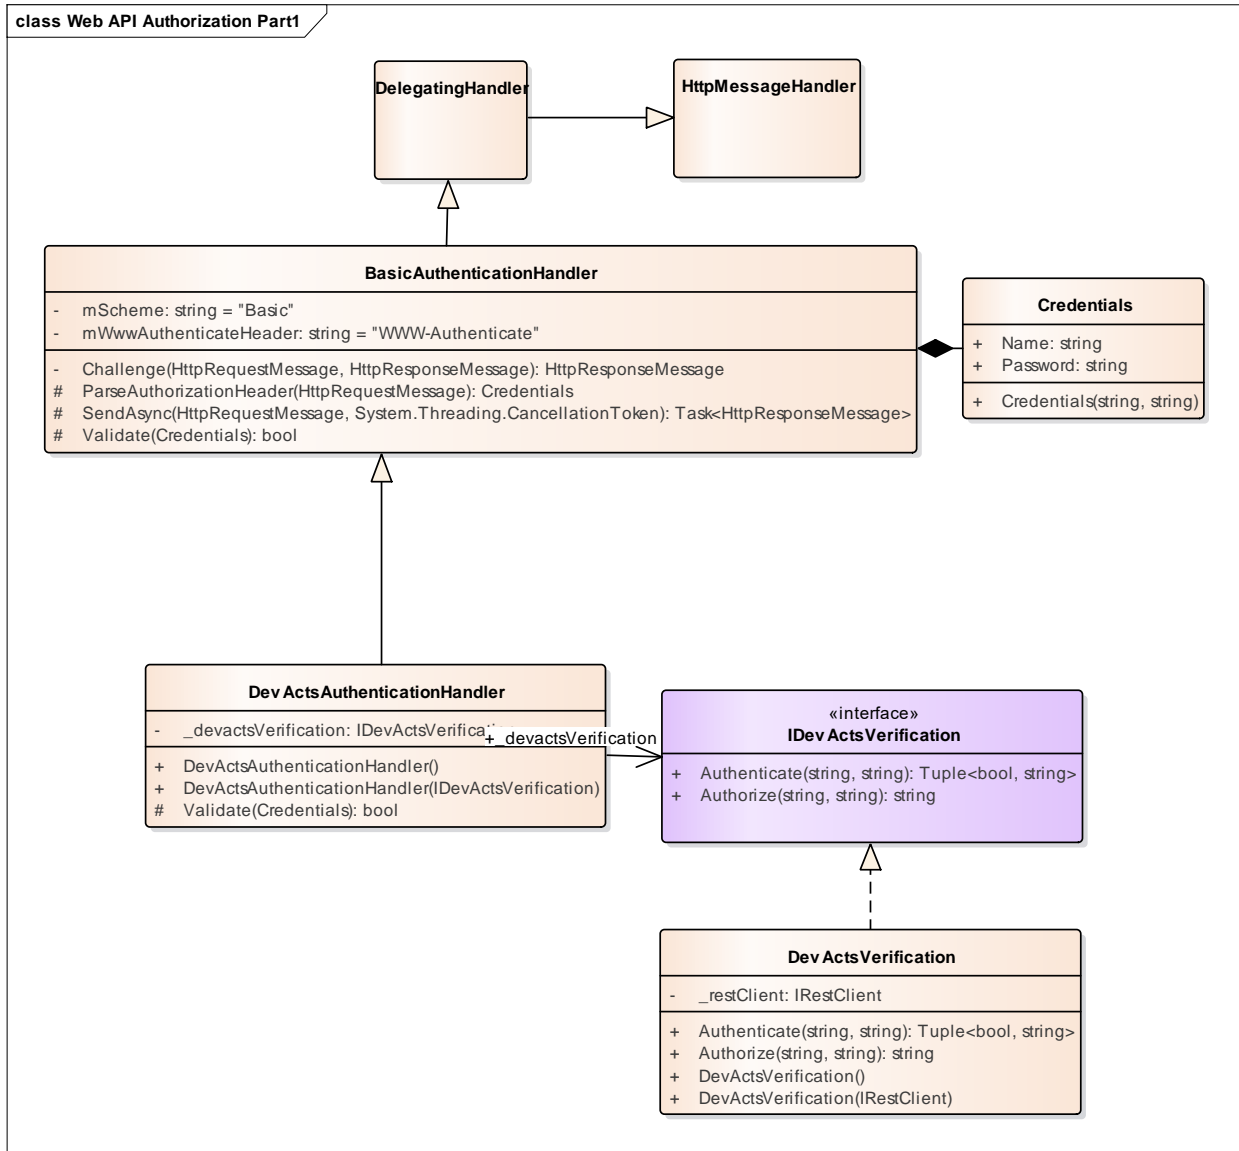 class Web API Authorization Part1
DelegatingHandler
HttpMessageHandler
BasicAuthenticationHandler
- mScheme: string = "Basic"
- mWwwAuthenticateHeader: string = "WWW-Authenticate"
- Challenge(HttpRequestMessage, HttpResponseMessage): HttpResponseMessage
# ParseAuthorizationHeader(HttpRequestMessage): Credentials
# SendAsync(HttpRequestMessage, System.Threading.CancellationToken): Task<HttpResponseMessage>
# Validate(Credentials): bool
Credentials
+ Name: string
+ Password: string
+ Credentials(string, string)
DevActsAuthenticationHandler
- _devactsVerification: IDevActsVerification
+_devactsVerification
+ DevActsAuthenticationHandler()
+ DevActsAuthenticationHandler(IDevActsVerification)
# Validate(Credentials): bool
«interface»
IDevActsVerification
+ Authenticate(string, string): Tuple<bool, string>
+ Authorize(string, string): string
DevActsVerification
- _restClient: IRestClient
+ Authenticate(string, string): Tuple<bool, string>
+ Authorize(string, string): string
+ DevActsVerification()
+ DevActsVerification(IRestClient)